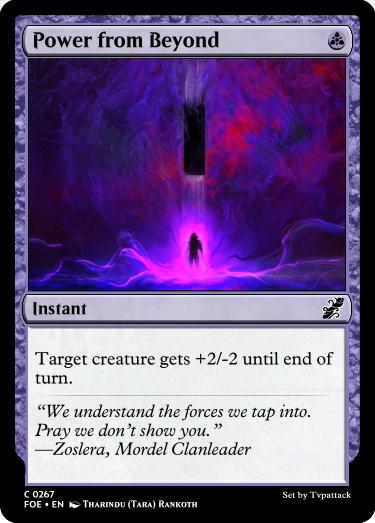 Power from Beyond
Instant
Target creature gets +2/-2 until end of
turn.
“We understand the forces we tap into.
Pray we don’t show you.”
—Zoslera, Mordel Clanleader
C 0267
FOE • EN Tharindu (Tara) Rankoth
Set by Tvpattack